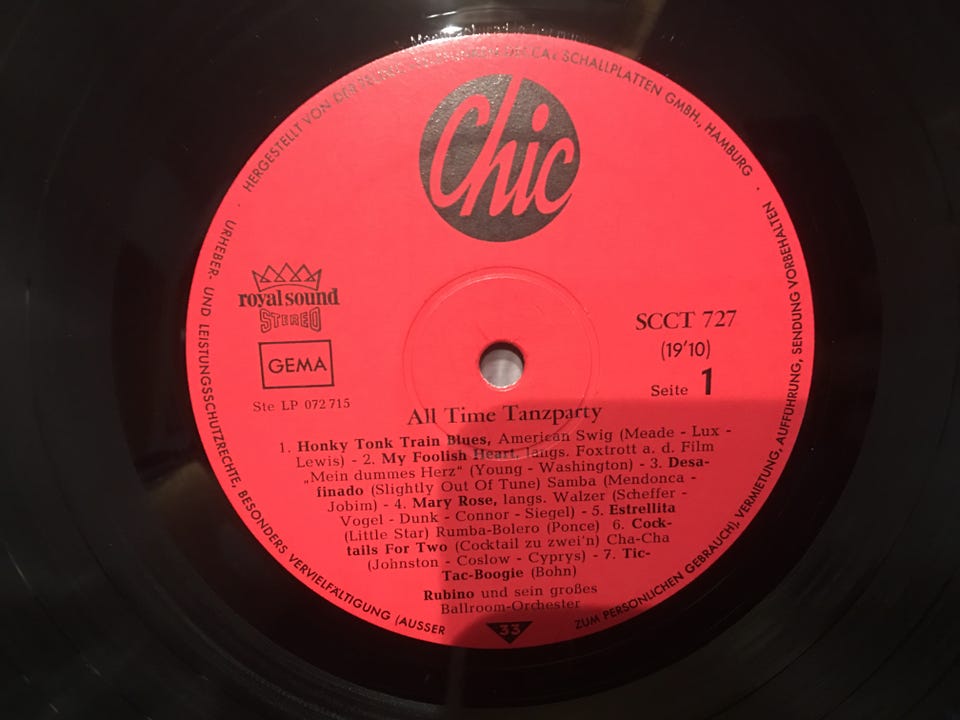 HERGESTELLT VON DER
SCHALLPLATTEN GMBH., HAMBURG
Chic
royal sound
STEREO
GEMA
Ste LP 072 715
SCCT 727
(19'10)
Seite 1
All Time Tanzparty
1. Honky Tonk Train Blues, American Swig (Meade - Lux -
Lewis) - 2. My Foolish Heart, langs. Foxtrott a. d. Film
„Mein dummes Herz" (Young - Washington) - 3. Desa-
finado (Slightly Out Of Tune) Samba (Mendonca -
Jobim) - 4. Mary Rose, langs. Walzer (Scheffer -
Vogel - Dunk - Connor - Siegel) - 5. Estrellita
(Little Star) Rumba-Bolero (Ponce) 6. Cock-
tails For Two (Cocktail zu zwei'n) Cha-Cha
(Johnston - Coslow - Cyprys) - 7. Tic-
Tac-Boogie (Bohn)
Rubino und sein großes
Ballroom-Orchester
33
URHEBER- UND LEISTUNGSSCHUTZRECHTE, BESONDERS VERVIELFÄLTIGUNG (AUSSER
ZUM PERSÖNLICHEN GEBRAUCH), VERMIETUNG, AUFFÜHRUNG, SENDUNG VORBEHALTEN